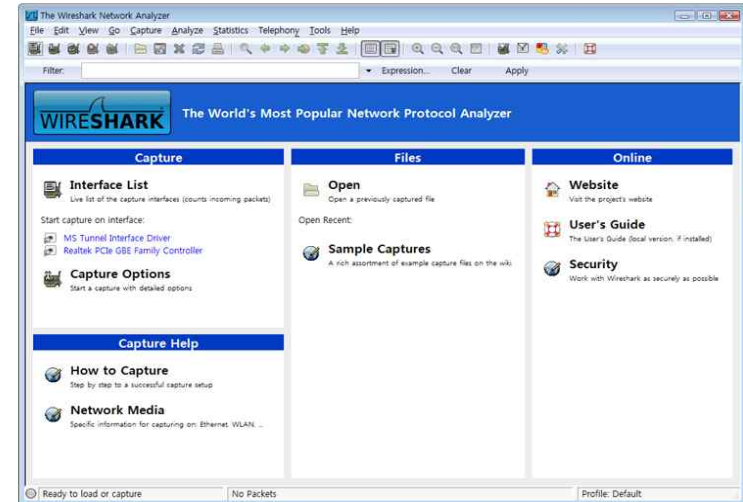 The Wireshark Network Analyzer
File Edit View Go Capture Analyze Statistics Telephony Tools Help
Filter: Expression... Clear Apply
WIRESHARK The World's Most Popular Network Protocol Analyzer
Capture
Interface List
Live list of the capture interfaces (counts incoming packets)
Start capture on interface:
MS Tunnel Interface Driver
Realtek PCIe GBE Family Controller
Capture Options
Start a capture with detailed options
Capture Help
How to Capture
Step by step to a successful capture setup
Network Media
Specific information for capturing on: Ethernet, WLAN, ...
Files
Open
Open a previously captured file
Open Recent:
Sample Captures
A rich assortment of example capture files on the wiki
Online
Website
Visit the project's website
User's Guide
The User's Guide (local version, if installed)
Security
Work with Wireshark as securely as possible
Ready to load or capture No Packets Profile: Default